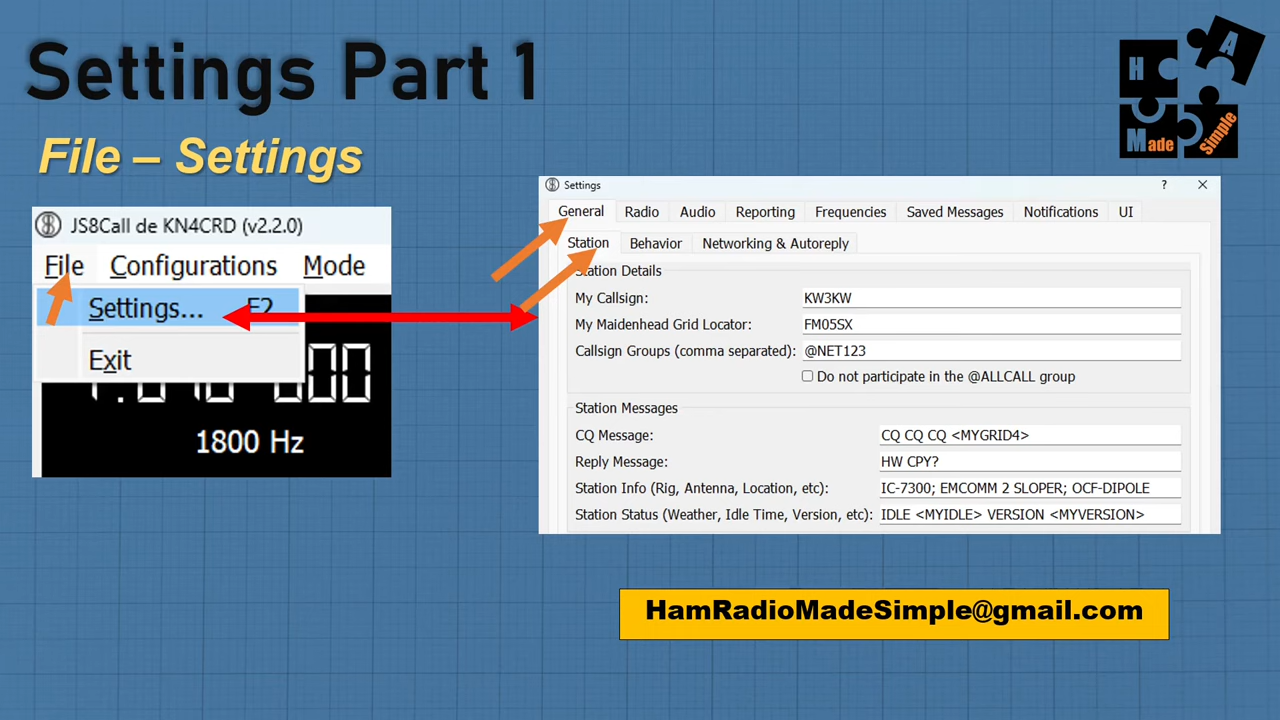 Settings Part 1
H A
Made Simple
File – Settings
JS8Call de KN4CRD (v2.2.0)
File Configurations Mode
Settings... F2
Exit
1800 Hz
Settings ?
General Radio Audio Reporting Frequencies Saved Messages Notifications UI
Station Behavior Networking & Autoreply
Station Details
My Callsign: KW3KW
My Maidenhead Grid Locator: FM05SX
Callsign Groups (comma separated): @NET123
Do not participate in the @ALLCALL group
Station Messages
CQ Message: CQ CQ CQ <MYGRID4>
Reply Message: HW CPY?
Station Info (Rig, Antenna, Location, etc): IC-7300; EMCOMM 2 SLOPER; OCF-DIPOLE
Station Status (Weather, Idle Time, Version, etc): IDLE <MYIDLE> VERSION <MYVERSION>
HamRadioMadeSimple@gmail.com